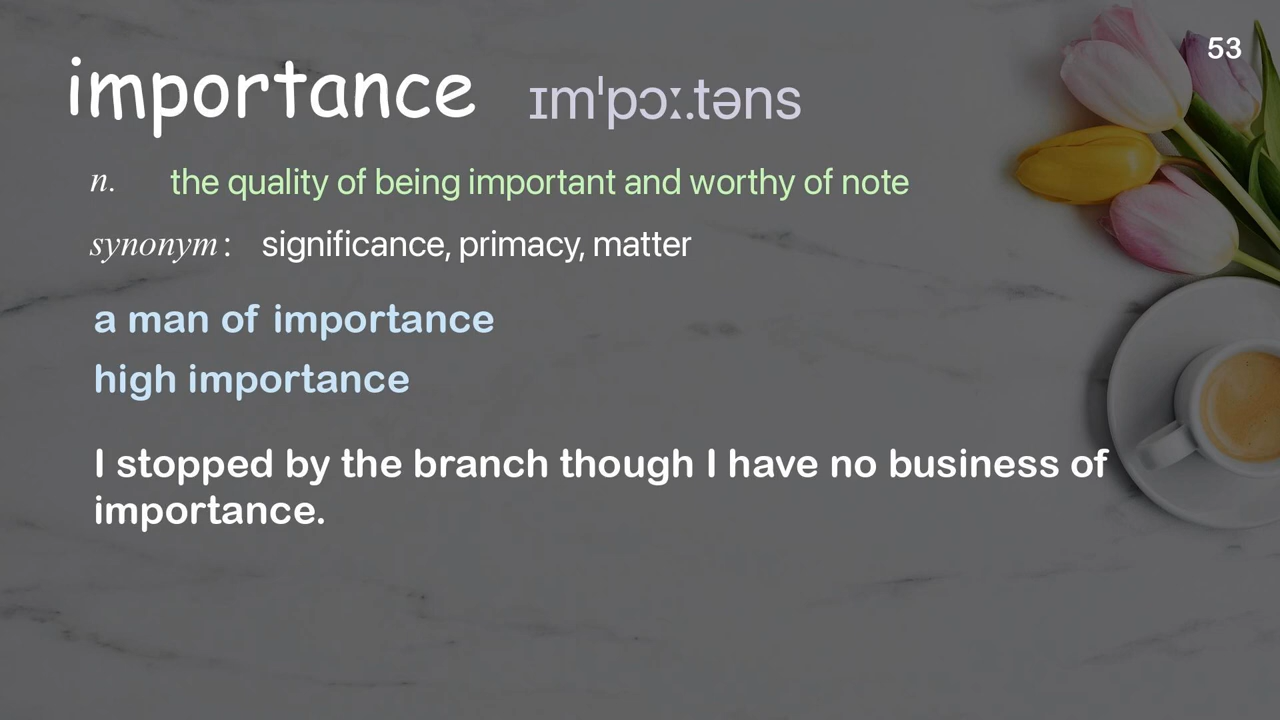 53
importance ɪmˈpɔː.təns
n. the quality of being important and worthy of note
synonym: significance, primacy, matter
a man of importance
high importance
I stopped by the branch though I have no business of
importance.